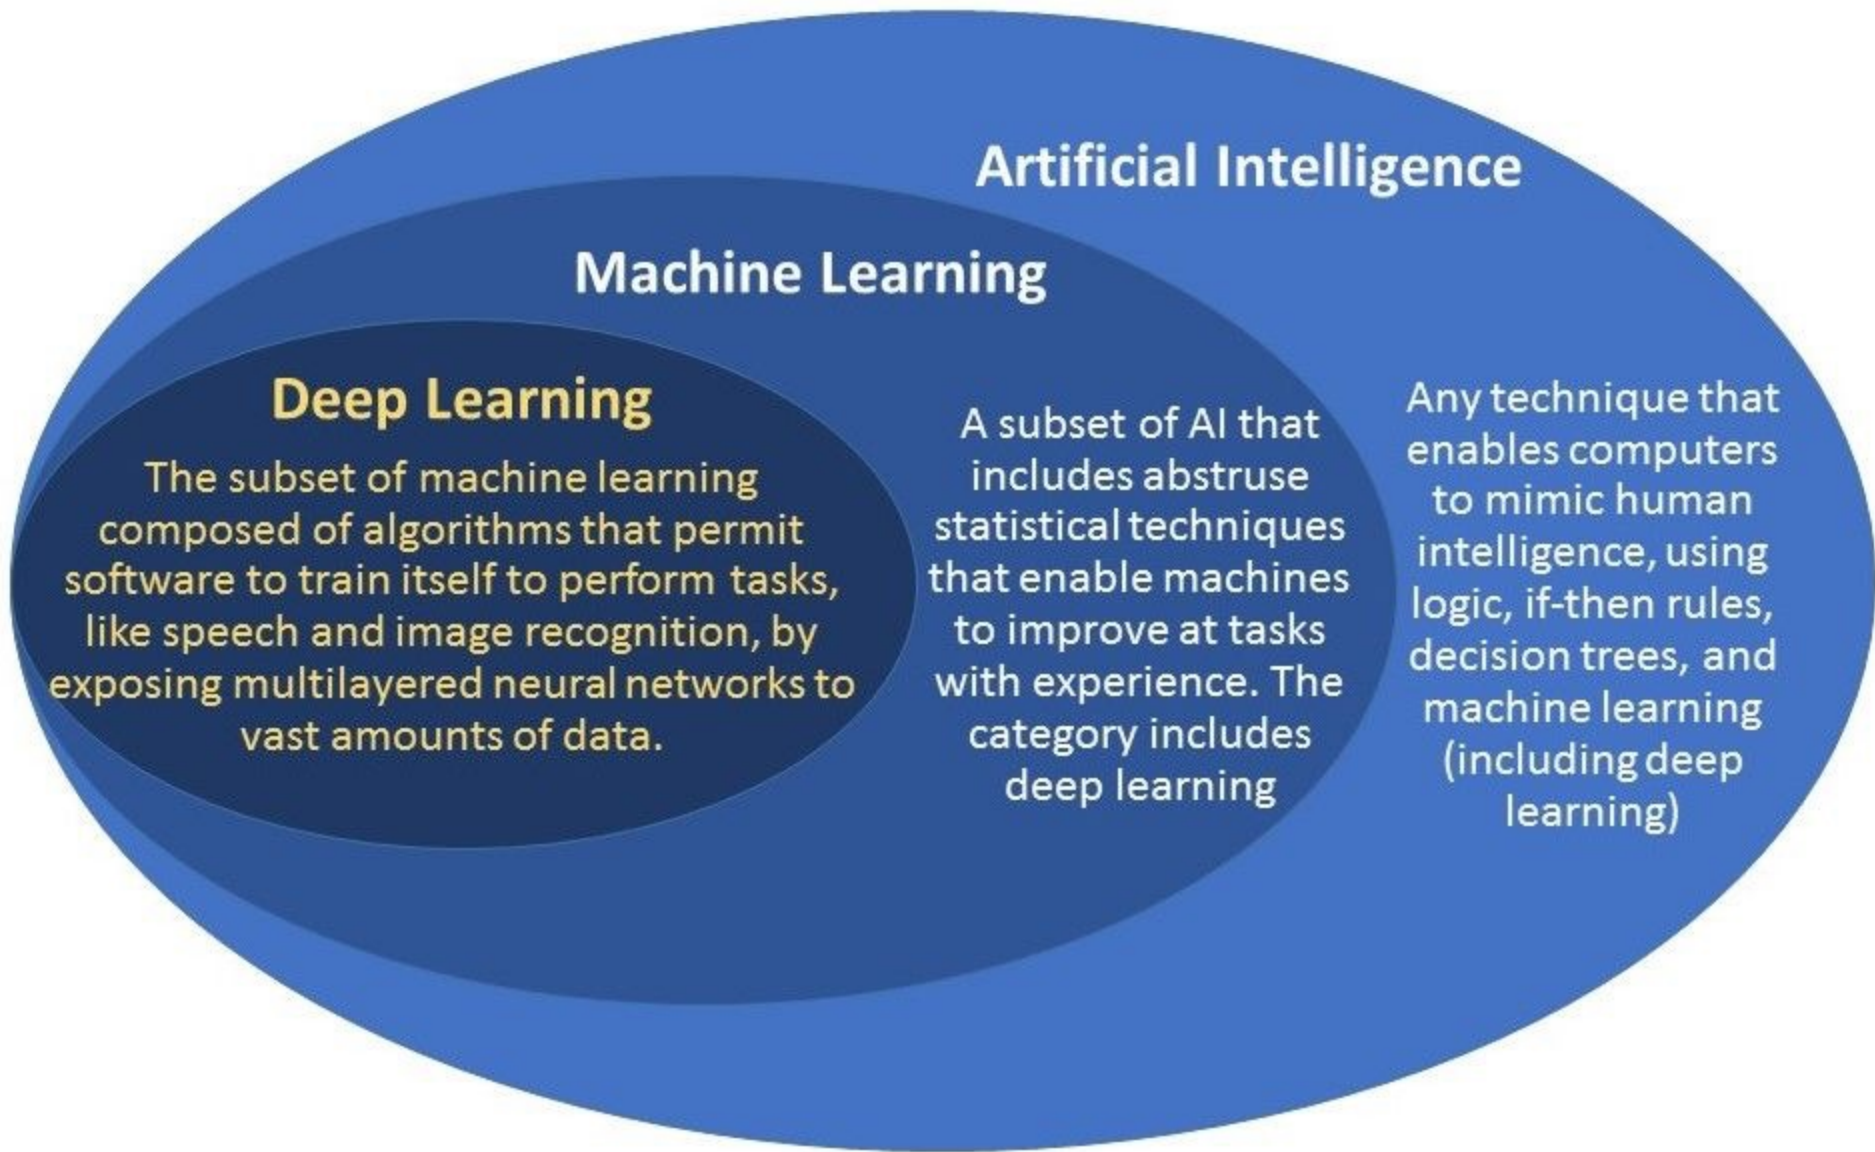 Artificial Intelligence
Machine Learning
Deep Learning
The subset of machine learning
composed of algorithms that permit
software to train itself to perform tasks,
like speech and image recognition, by
exposing multilayered neural networks to
vast amounts of data.
A subset of AI that
includes abstruse
statistical techniques
that enable machines
to improve at tasks
with experience. The
category includes
deep learning
Any technique that
enables computers
to mimic human
intelligence, using
logic, if-then rules,
decision trees, and
machine learning
(including deep
learning)